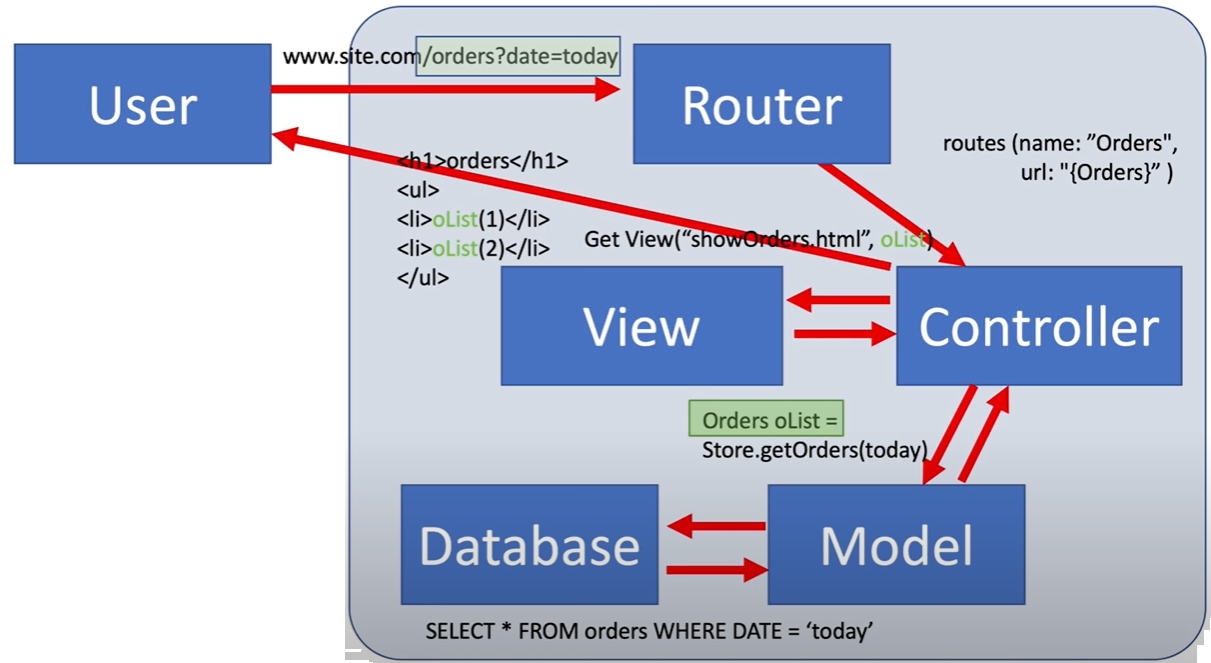 www.site.com/orders?date=today
User
Router
routes (name: ”Orders",
url: "{Orders}” )
<h1>orders</h1>
<ul>
<li>oList(1)</li>
<li>oList(2)</li>
</ul>
Get View(“showOrders.html”, oList)
View
Controller
Orders oList =
Store.getOrders(today)
Database
Model
SELECT * FROM orders WHERE DATE = ‘today’